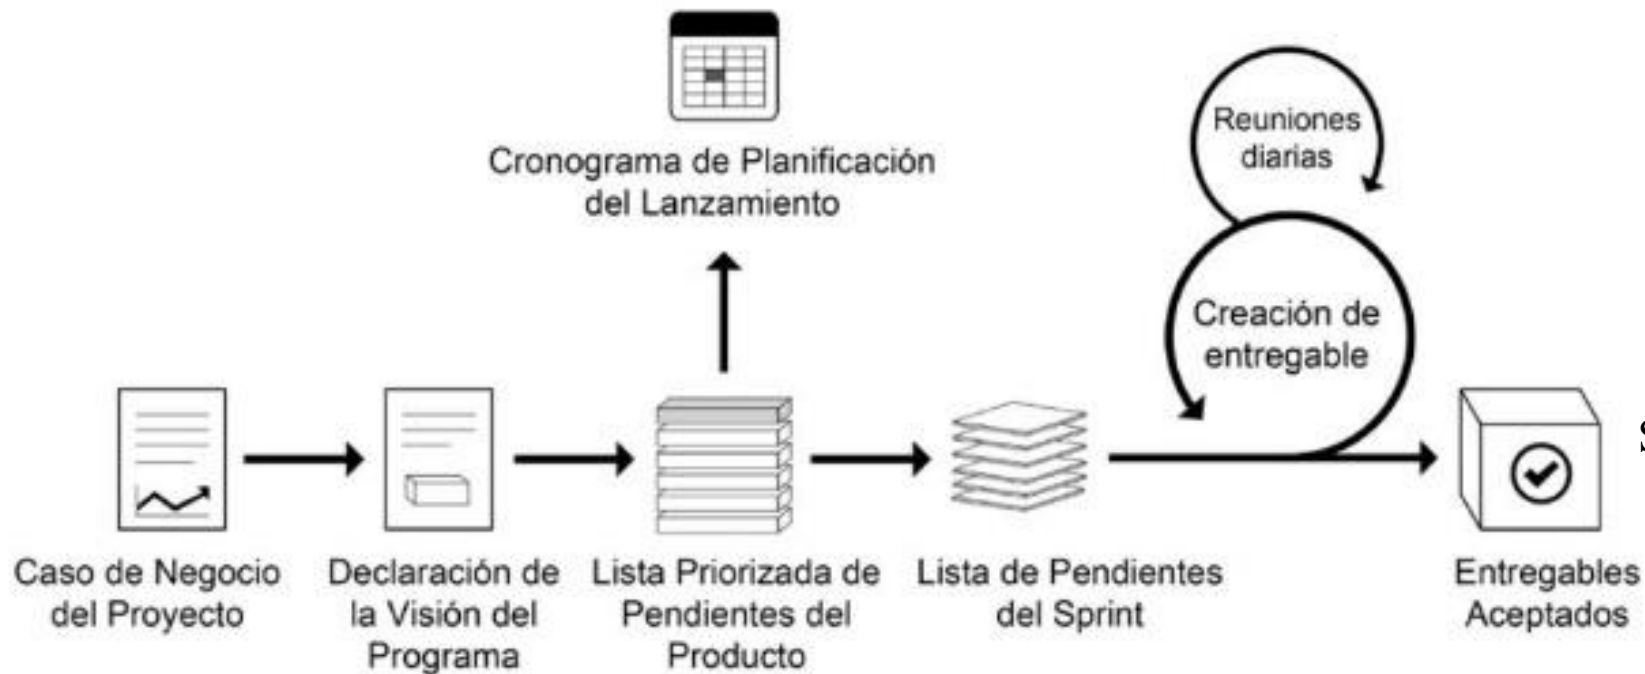 Cronograma de Planificación
del Lanzamiento
Reuniones
diarias
Creación de
entregable
Caso de Negocio
del Proyecto
Declaración de
la Visión del
Programa
Lista Priorizada de
Pendientes del
Producto
Lista de Pendientes
del Sprint
Entregables
Aceptados